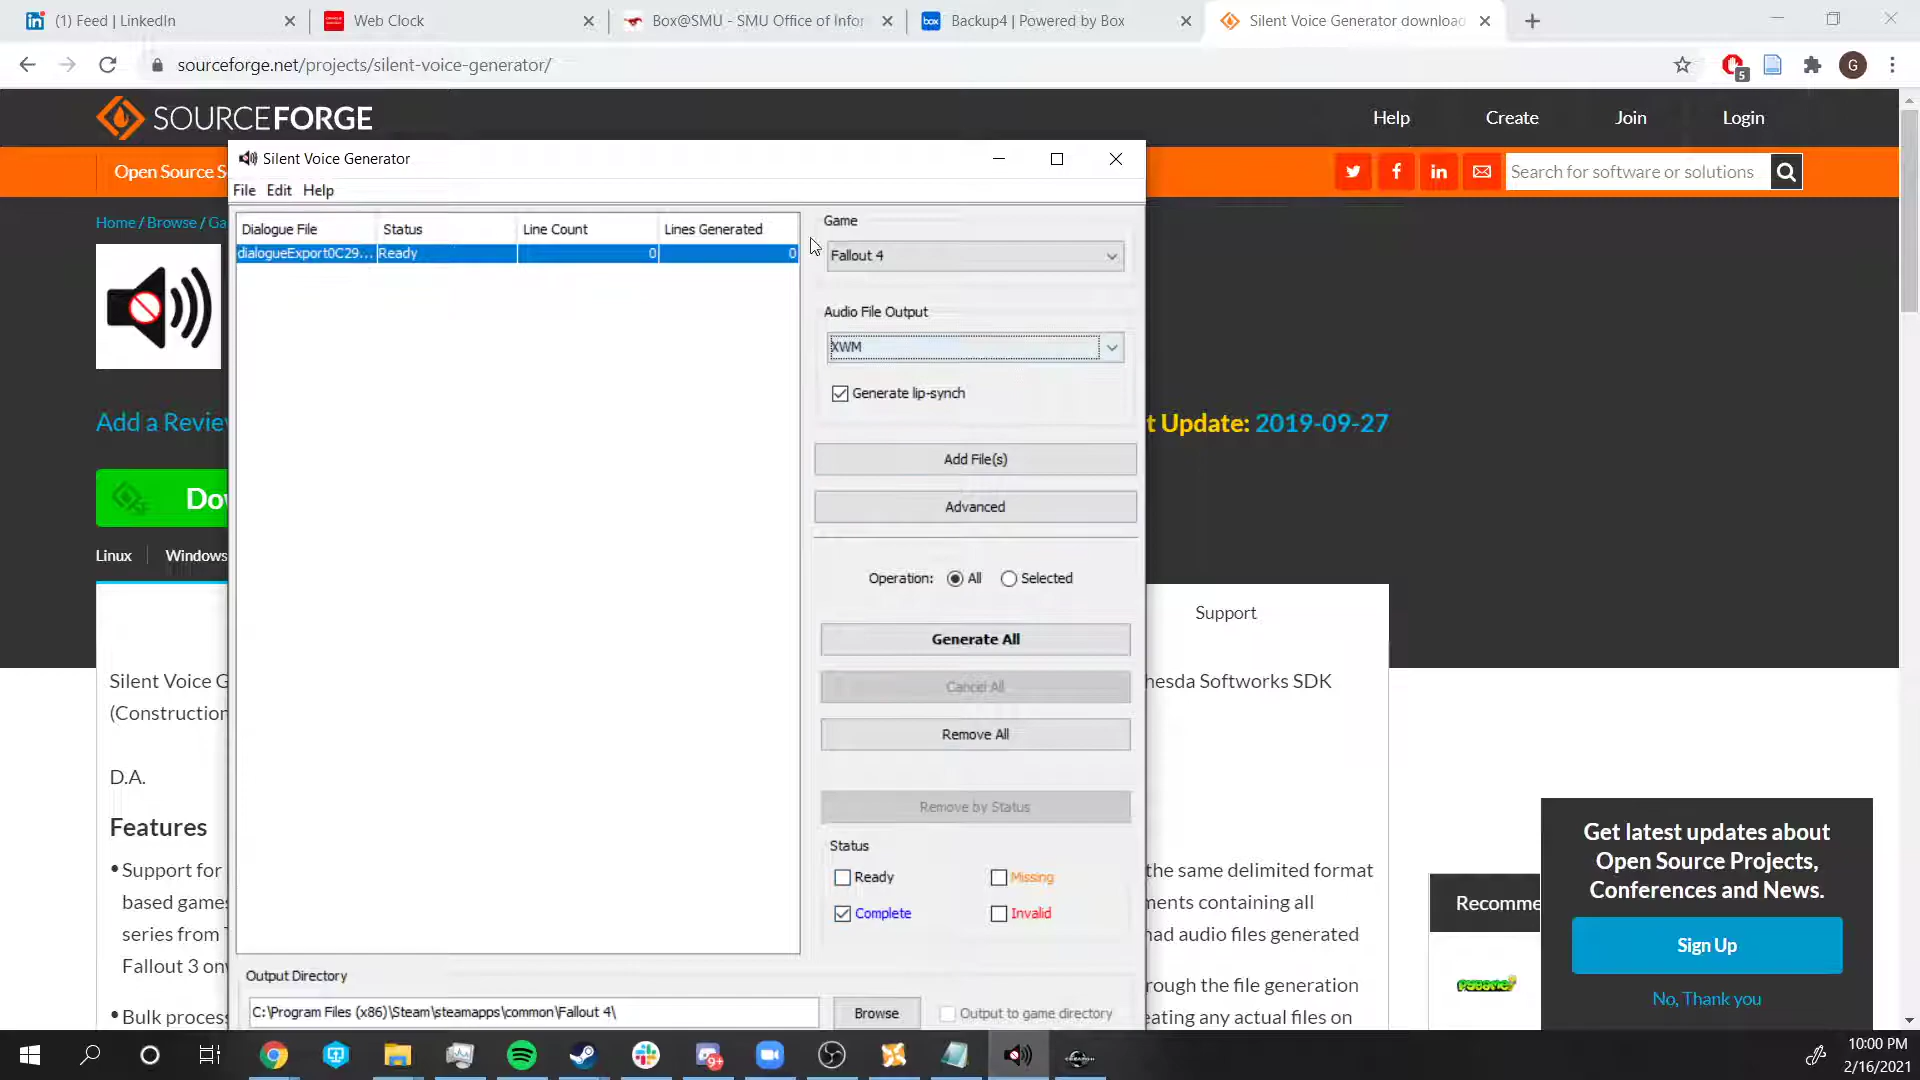 (1) Feed | LinkedIn
Web Clock
Box@SMU - SMU Office of Infor
Backup4 | Powered by Box
Silent Voice Generator download
sourceforge.net/projects/silent-voice-generator/
5
G
SOURCEFORGE
Help
Create
Join
Login
Open Source S
Search for software or solutions
Home / Browse / Ga
Silent Voice Generator
File Edit Help
Dialogue File
Status
Line Count
Lines Generated
dialogueExport0C29...
Ready
0
0
Game
Fallout 4
Audio File Output
XWM
Generate lip-synch
Add File(s)
Advanced
Operation:
All
Selected
Generate All
Cancel All
Remove All
Remove by Status
Status
Ready
Missing
Complete
Invalid
Output Directory
C:\Program Files (x86)\Steam\steamapps\common\Fallout 4\
Browse
Output to game directory
Add a Revie
t Update: 2019-09-27
Do
Linux
Windows
Support
Silent Voice G
hesda Softworks SDK
(Construction
D.A.
Features
• Support for
the same delimited format
based games
ments containing all
series from T
had audio files generated
Fallout 3 on
rough the file generation
• Bulk process
eating any actual files on
Recomme
Get latest updates about
Open Source Projects,
Conferences and News.
Sign Up
No, Thank you
9+
10:00 PM
2/16/2021